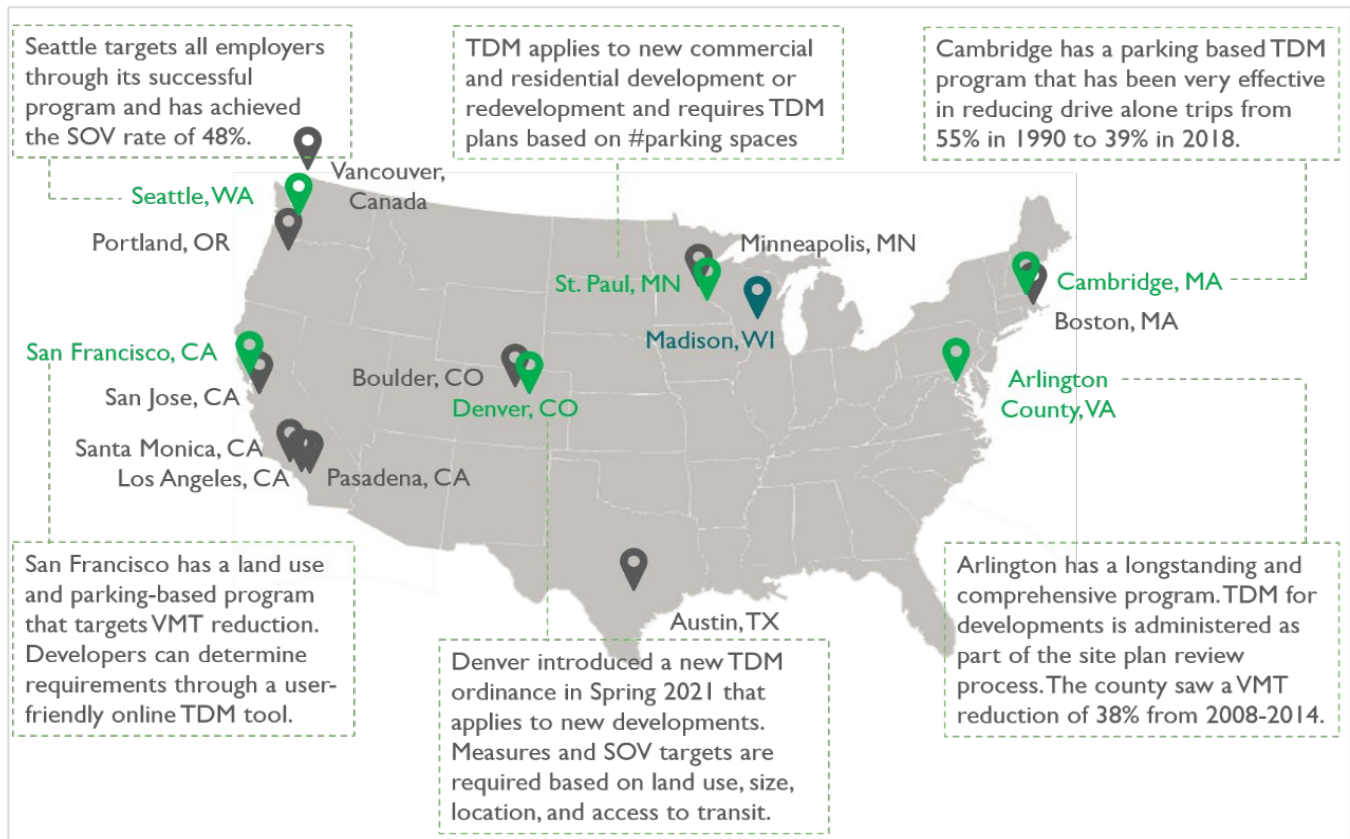 Seattle targets all employers
through its successful
program and has achieved
the SOV rate of 48%.
TDM applies to new commercial
and residential development or
redevelopment and requires TDM
plans based on #parking spaces
Cambridge has a parking based TDM
program that has been very effective
in reducing drive alone trips from
55% in 1990 to 39% in 2018.
Vancouver,
Canada
Seattle, WA
Portland, OR
Minneapolis, MN
St. Paul, MN
Madison, WI
Cambridge, MA
Boston, MA
San Francisco, CA
San Jose, CA
Boulder, CO
Denver, CO
Arlington
County, VA
Santa Monica, CA
Los Angeles, CA
Pasadena, CA
Austin, TX
San Francisco has a land use
and parking-based program
that targets VMT reduction.
Developers can determine
requirements through a user-
friendly online TDM tool.
Denver introduced a new TDM
ordinance in Spring 2021 that
applies to new developments.
Measures and SOV targets are
required based on land use, size,
location, and access to transit.
Arlington has a longstanding and
comprehensive program. TDM for
developments is administered as
part of the site plan review
process. The county saw a VMT
reduction of 38% from 2008-2014.